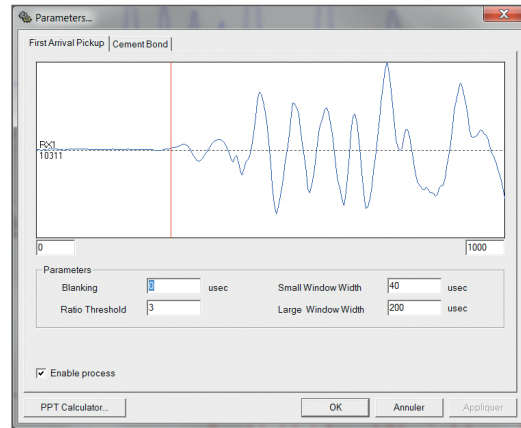 Parameters...
First Arrival Pickup Cement Bond
RX1
10311
0 1000
Parameters
Blanking 0 usec Small Window Width 40 usec
Ratio Threshold 3 Large Window Width 200 usec
Enable process
PPT Calculator... OK Annuler Appliquer